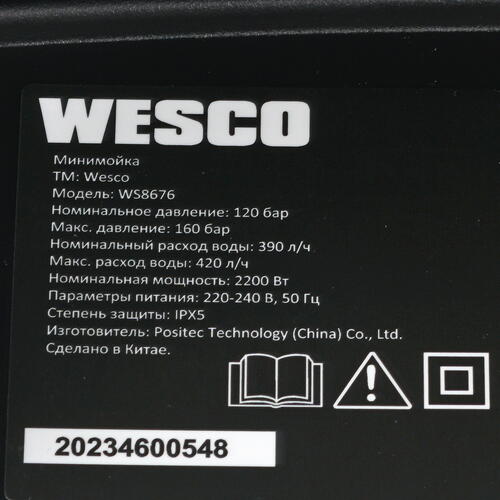 WESCO
Минимойка
ТМ: Wesco
Модель: WS8676
Номинальное давление: 120 бар
Макс. давление: 160 бар
Номинальный расход воды: 390 л/ч
Макс. расход воды: 420 л/ч
Номинальная мощность: 2200 Вт
Параметры питания: 220-240 В, 50 Гц
Степень защиты: IPX5
Изготовитель: Positec Technology (China) Co., Ltd.
Сделано в Китае.
20234600548